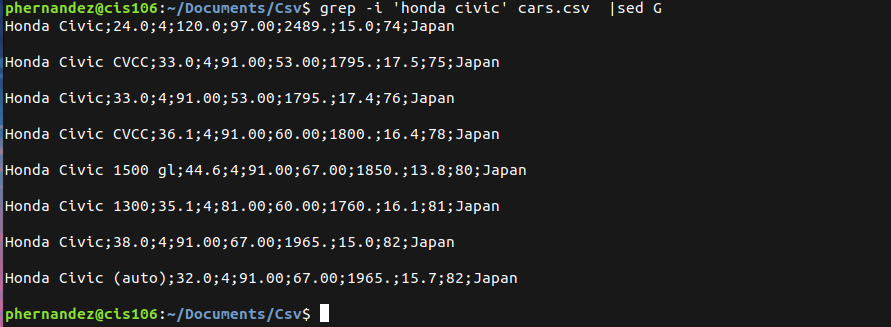 phernandez@cis106:~/Documents/Csv$ grep -i 'honda civic' cars.csv  |sed G
Honda Civic;24.0;4;120.0;97.00;2489.;15.0;74;Japan
Honda Civic CVCC;33.0;4;91.00;53.00;1795.;17.5;75;Japan
Honda Civic;33.0;4;91.00;53.00;1795.;17.4;76;Japan
Honda Civic CVCC;36.1;4;91.00;60.00;1800.;16.4;78;Japan
Honda Civic 1500 gl;44.6;4;91.00;67.00;1850.;13.8;80;Japan
Honda Civic 1300;35.1;4;81.00;60.00;1760.;16.1;81;Japan
Honda Civic;38.0;4;91.00;67.00;1965.;15.0;82;Japan
Honda Civic (auto);32.0;4;91.00;67.00;1965.;15.7;82;Japan
phernandez@cis106:~/Documents/Csv$